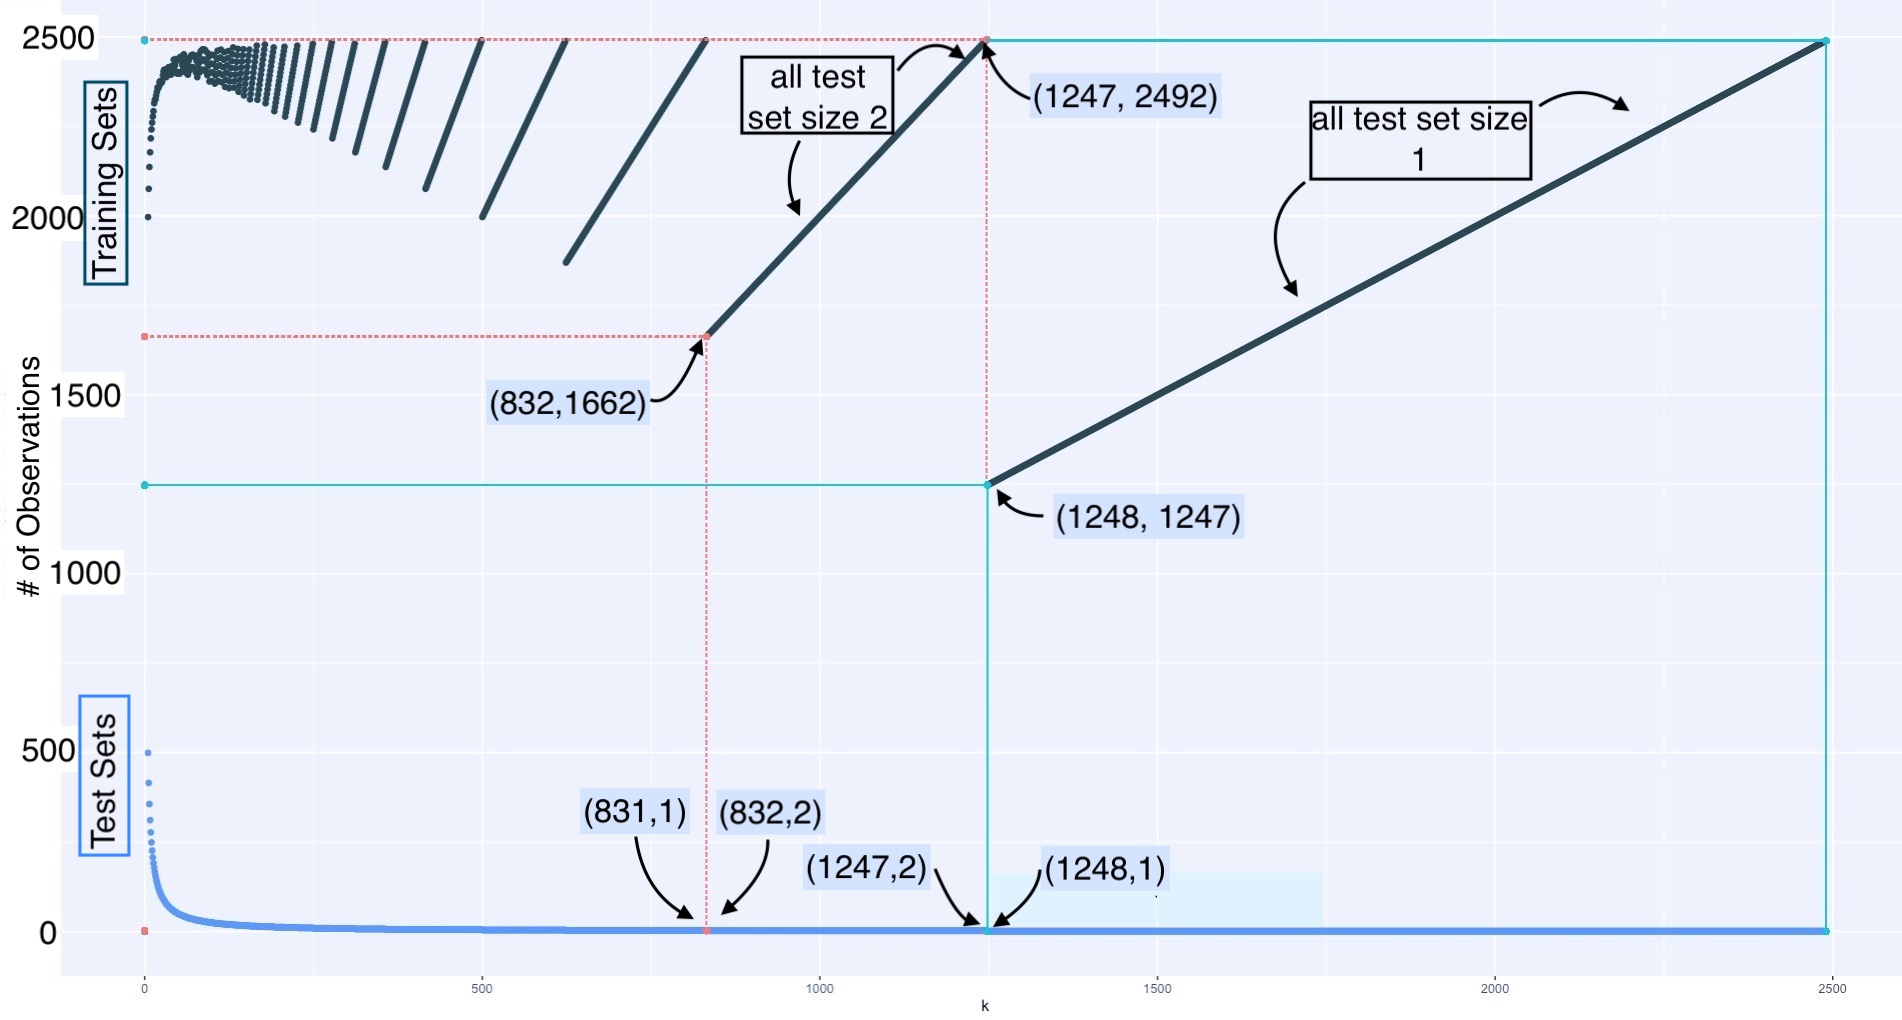 2500
2000
1500
1000
500
0
# of Observations
Training Sets
Test Sets
all test
set size 2
(1247, 2492)
all test set size
1
(832,1662)
(1248, 1247)
(831,1)
(832,2)
(1247,2)
(1248,1)
0
500
1000
1500
2000
2500
k